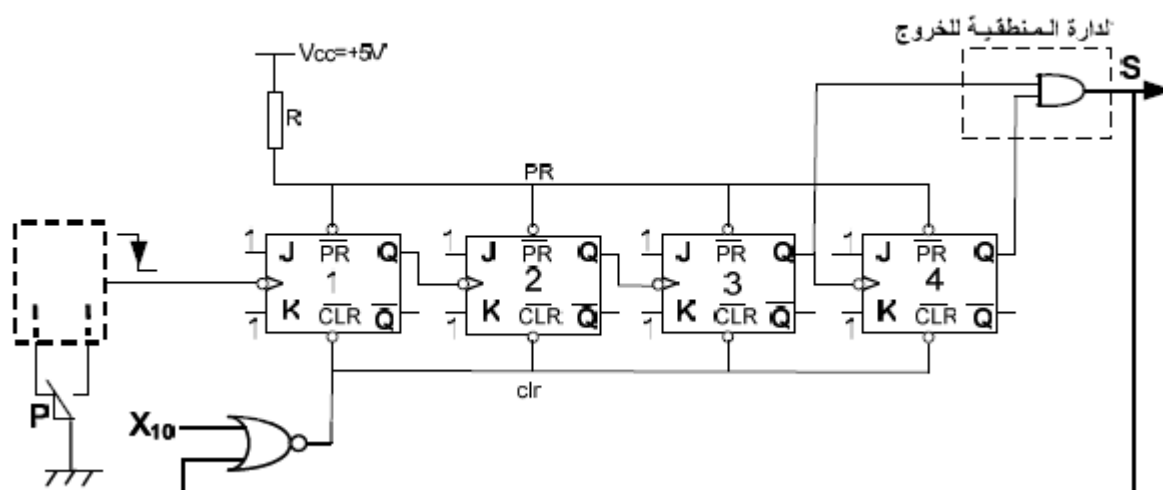 لدارة المنطقية للخروج
S
Vcc=+5V
R
PR
1 J PR Q 1 J PR Q 1 J PR Q 1 J PR Q
1 2 3 4
1 K CLR Q 1 K CLR Q 1 K CLR Q 1 K CLR Q
clr
P
X10